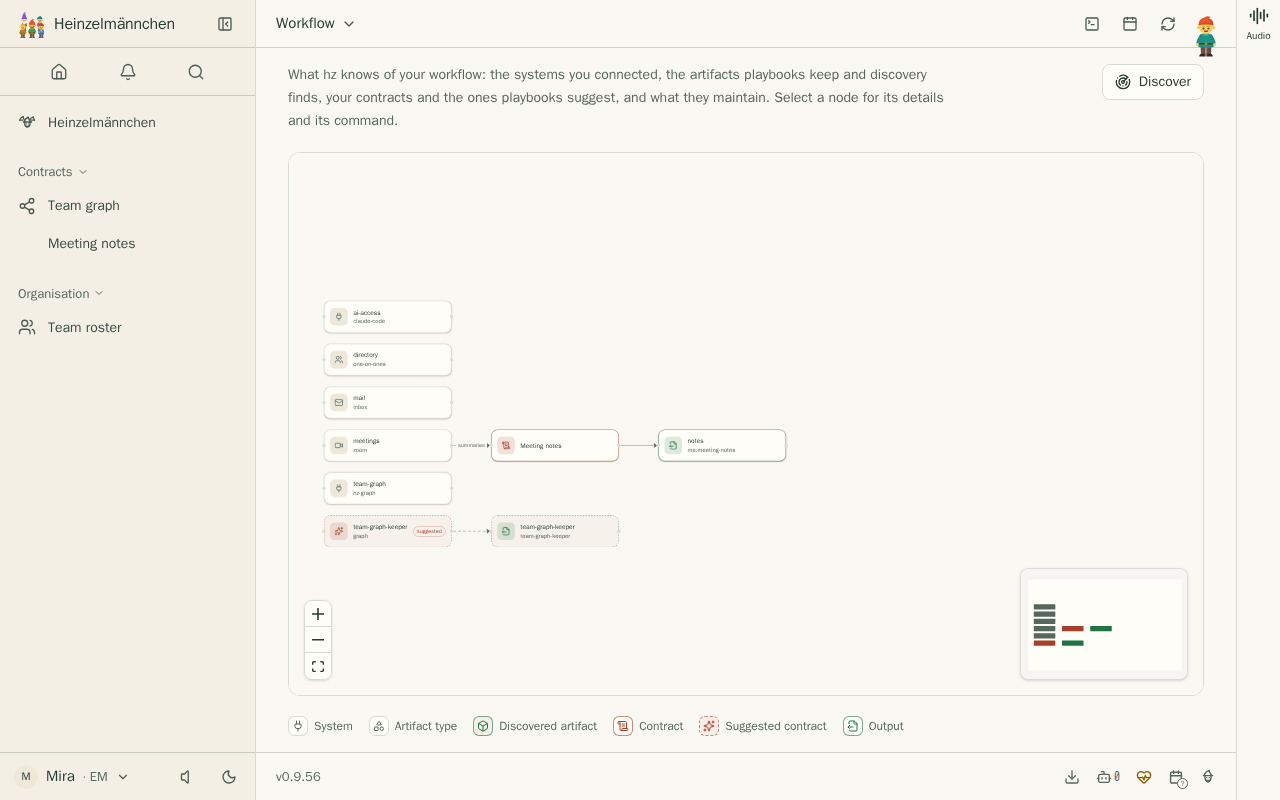 Heinzelmännchen
Workflow
Audio
Heinzelmännchen
Contracts
Team graph
Meeting notes
Organisation
Team roster
What hz knows of your workflow: the systems you connected, the artifacts playbooks keep and discovery
finds, your contracts and the ones playbooks suggest, and what they maintain. Select a node for its details
and its command.
Discover
ai-access
claude-code
directory
one-on-ones
mail
inbox
meetings
zoom
summaries
Meeting notes
notes
me:meeting-notes
team-graph
hz-graph
team-graph-keeper
graph
suggested
team-graph-keeper
team-graph-keeper
System
Artifact type
Discovered artifact
Contract
Suggested contract
Output
M
Mira · EM
v0.9.56
0
?